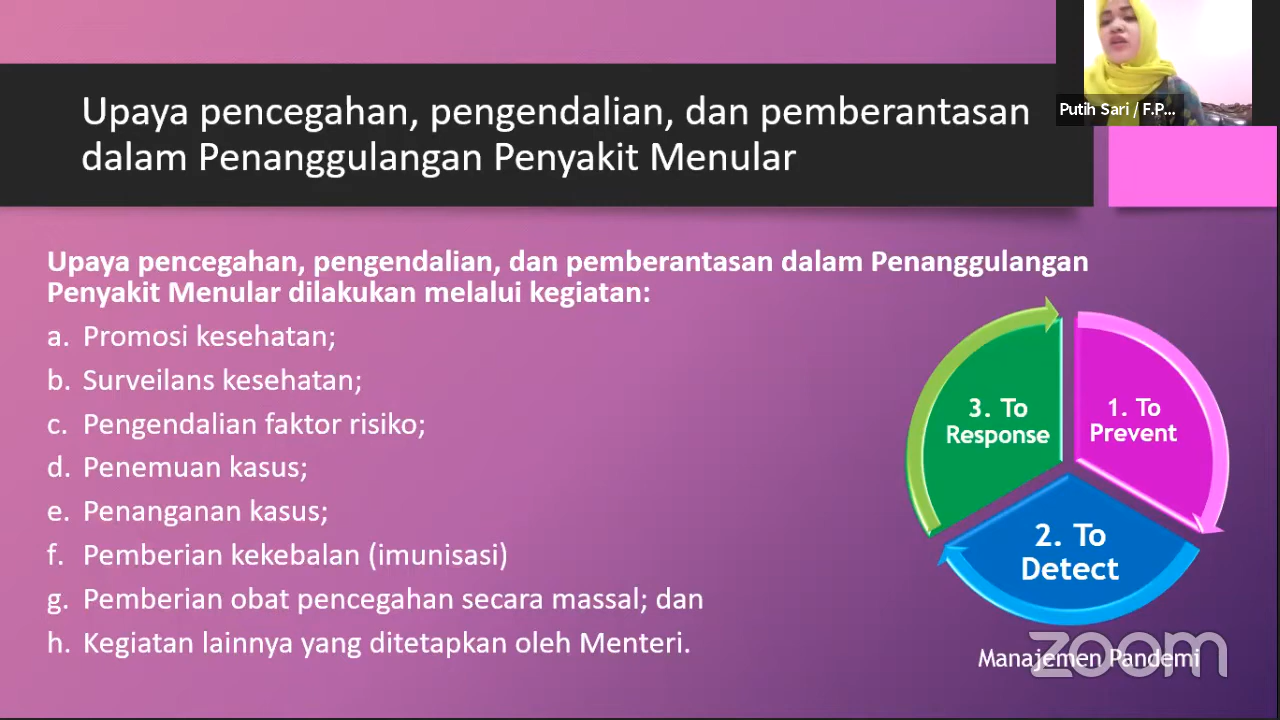 Upaya pencegahan, pengendalian, dan pemberantasan
dalam Penanggulangan Penyakit Menular
Putih Sari / F.P...
Upaya pencegahan, pengendalian, dan pemberantasan dalam Penanggulangan
Penyakit Menular dilakukan melalui kegiatan:
a. Promosi kesehatan;
b. Surveilans kesehatan;
c. Pengendalian faktor risiko;
d. Penemuan kasus;
e. Penanganan kasus;
f. Pemberian kekebalan (imunisasi)
g. Pemberian obat pencegahan secara massal; dan
h. Kegiatan lainnya yang ditetapkan oleh Menteri.
3. To
Response
1. To
Prevent
2. To
Detect
Manajemen Pandemi
zoom